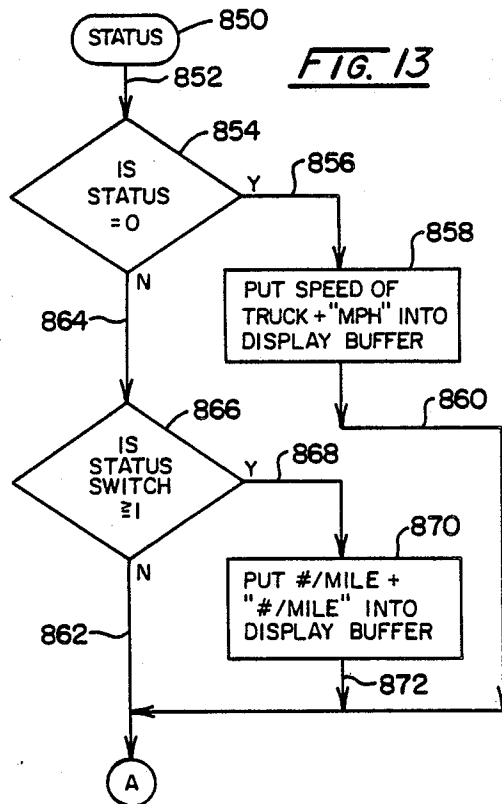 STATUS
850
852
FIG. 13
854
IS
STATUS
=0
Y
856
N
858
PUT SPEED OF
TRUCK + "MPH" INTO
DISPLAY BUFFER
864
860
866
IS
STATUS
SWITCH
≧1
Y
868
N
870
PUT #/MILE +
"#/MILE" INTO
DISPLAY BUFFER
862
872
A